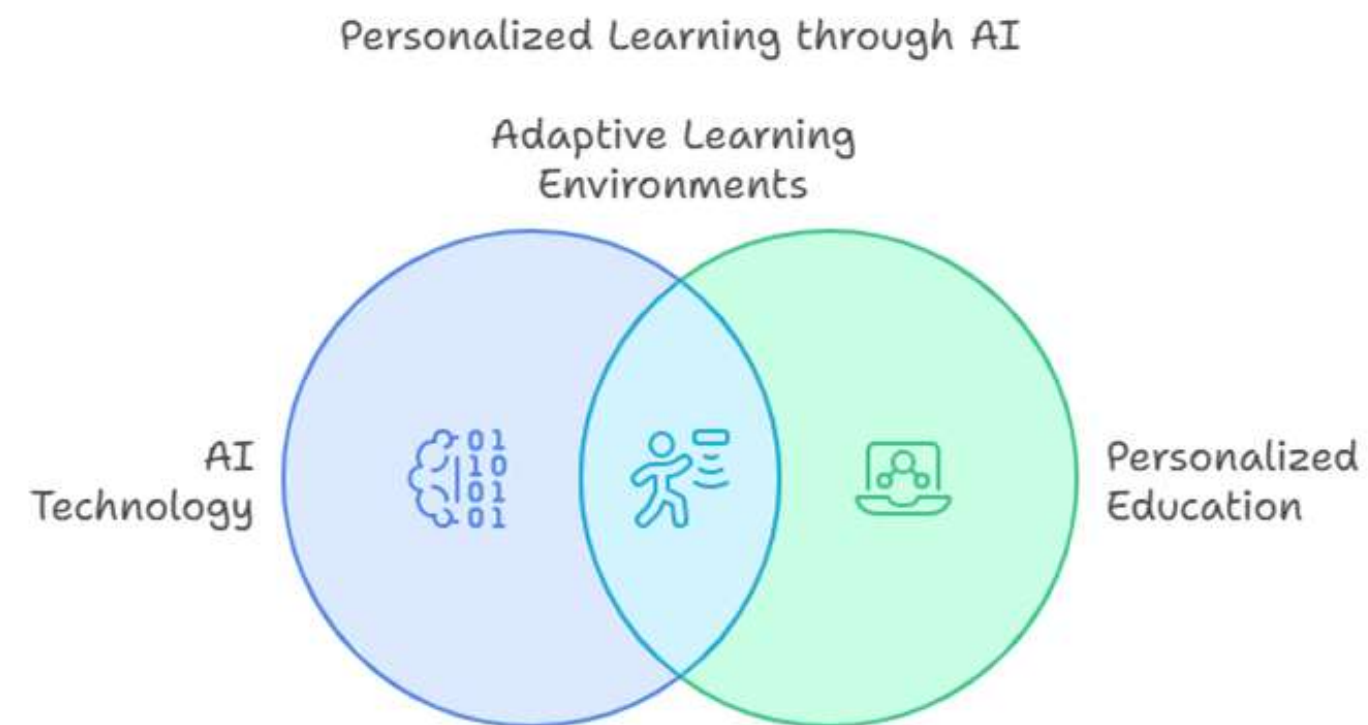 Personalized Learning through AI
Adaptive Learning
Environments
AI
Technology
01
10
01
01
Personalized
Education